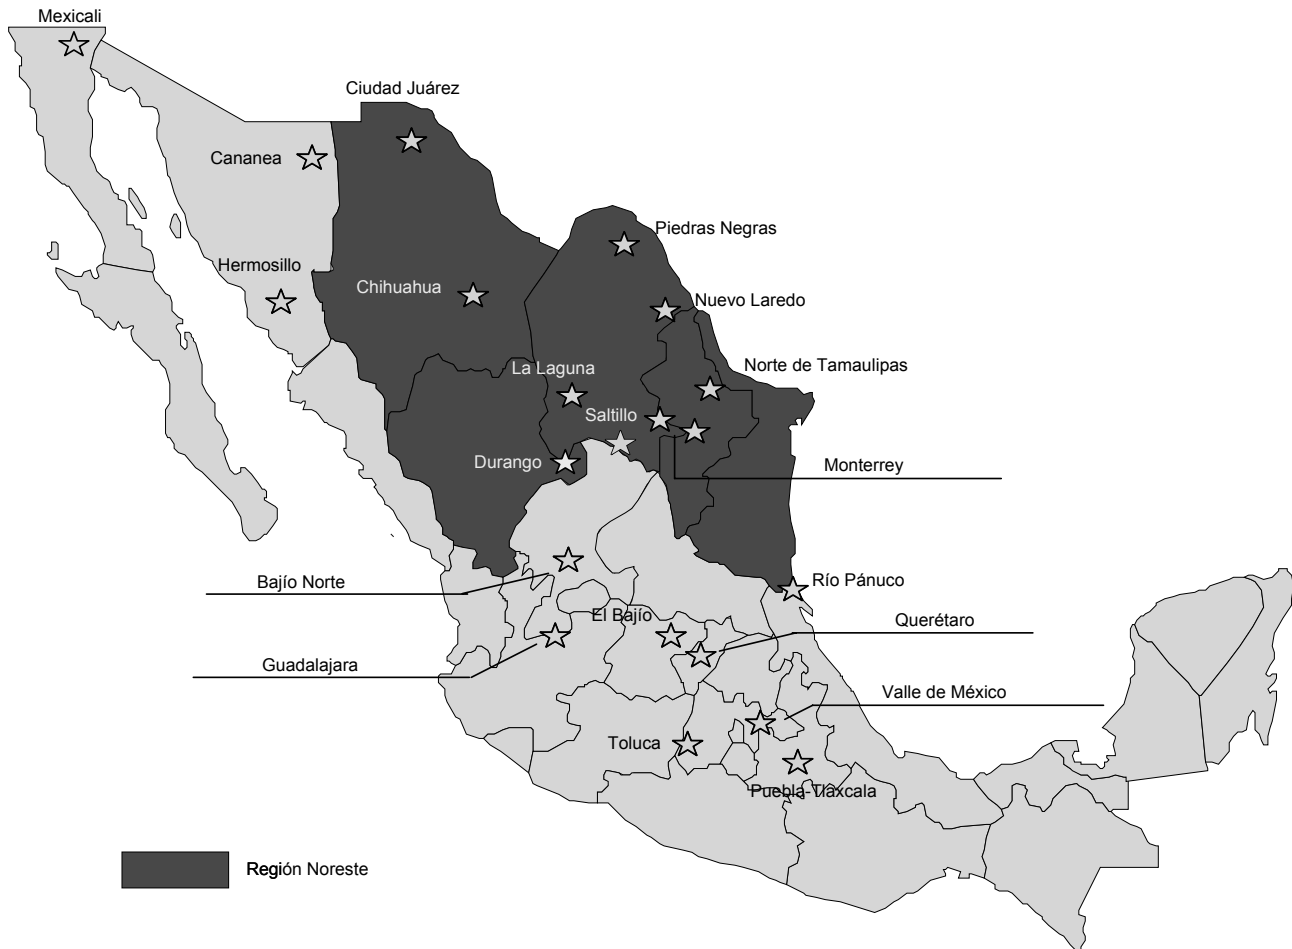 Mexicali
Ciudad Juárez
Cananea
Piedras Negras
Hermosillo
Chihuahua
Nuevo Laredo
La Laguna
Norte de Tamaulipas
Saltillo
Durango
Monterrey
Bajío Norte
Río Pánuco
El Bajío
Querétaro
Guadalajara
Valle de México
Toluca
Puebla-Tlaxcala
Región Noreste